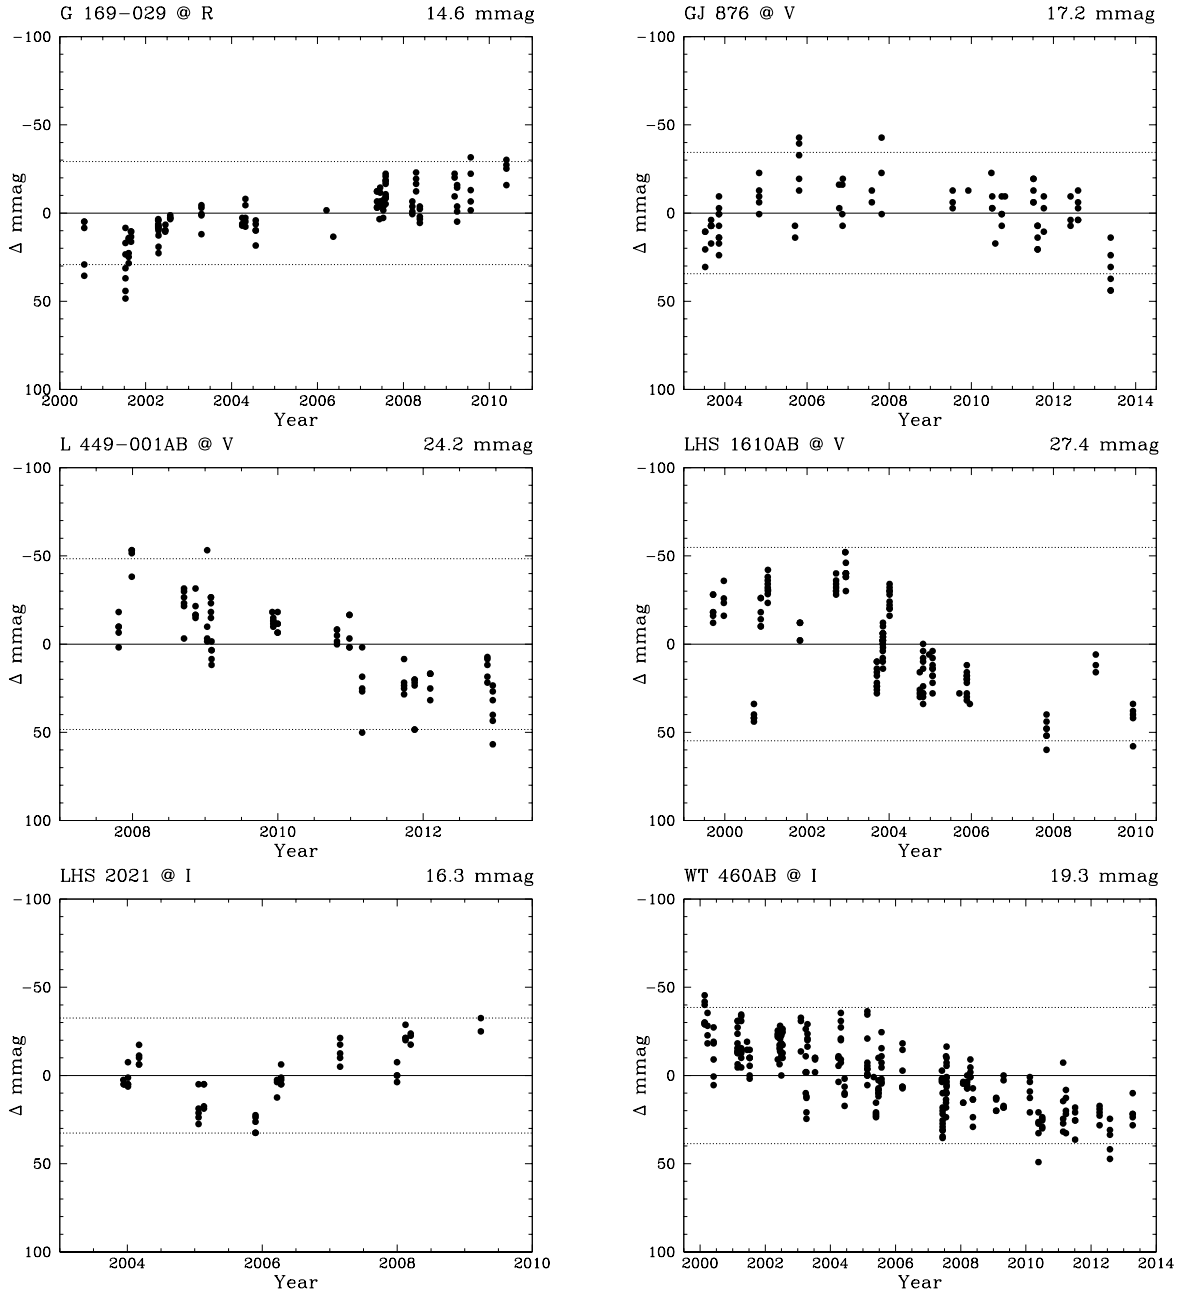 G 169-029 @ R 14.6 mmag
-100
-50
0
50
100
Δ mmag
2000 2002 2004 2006 2008 2010
Year
GJ 876 @ V 17.2 mmag
-100
-50
0
50
100
Δ mmag
2004 2006 2008 2010 2012 2014
Year
L 449-001AB @ V 24.2 mmag
-100
-50
0
50
100
Δ mmag
2008 2010 2012
Year
LHS 1610AB @ V 27.4 mmag
-100
-50
0
50
100
Δ mmag
2000 2002 2004 2006 2008 2010
Year
LHS 2021 @ I 16.3 mmag
-100
-50
0
50
100
Δ mmag
2004 2006 2008 2010
Year
WT 460AB @ I 19.3 mmag
-100
-50
0
50
100
Δ mmag
2000 2002 2004 2006 2008 2010 2012 2014
Year